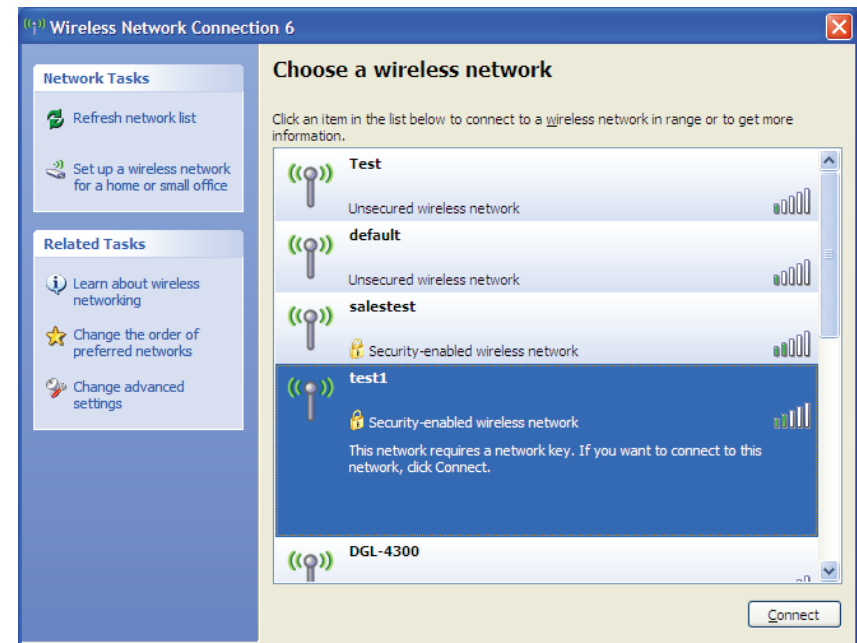 Wireless Network Connection 6
Network Tasks
Refresh network list
Set up a wireless network
for a home or small office
Related Tasks
Learn about wireless
networking
Change the order of
preferred networks
Change advanced
settings
Choose a wireless network
Click an item in the list below to connect to a wireless network in range or to get more
information.
Test
Unsecured wireless network
default
Unsecured wireless network
salestest
Security-enabled wireless network
test1
Security-enabled wireless network
This network requires a network key. If you want to connect to this
network, click Connect.
DGL-4300
Connect